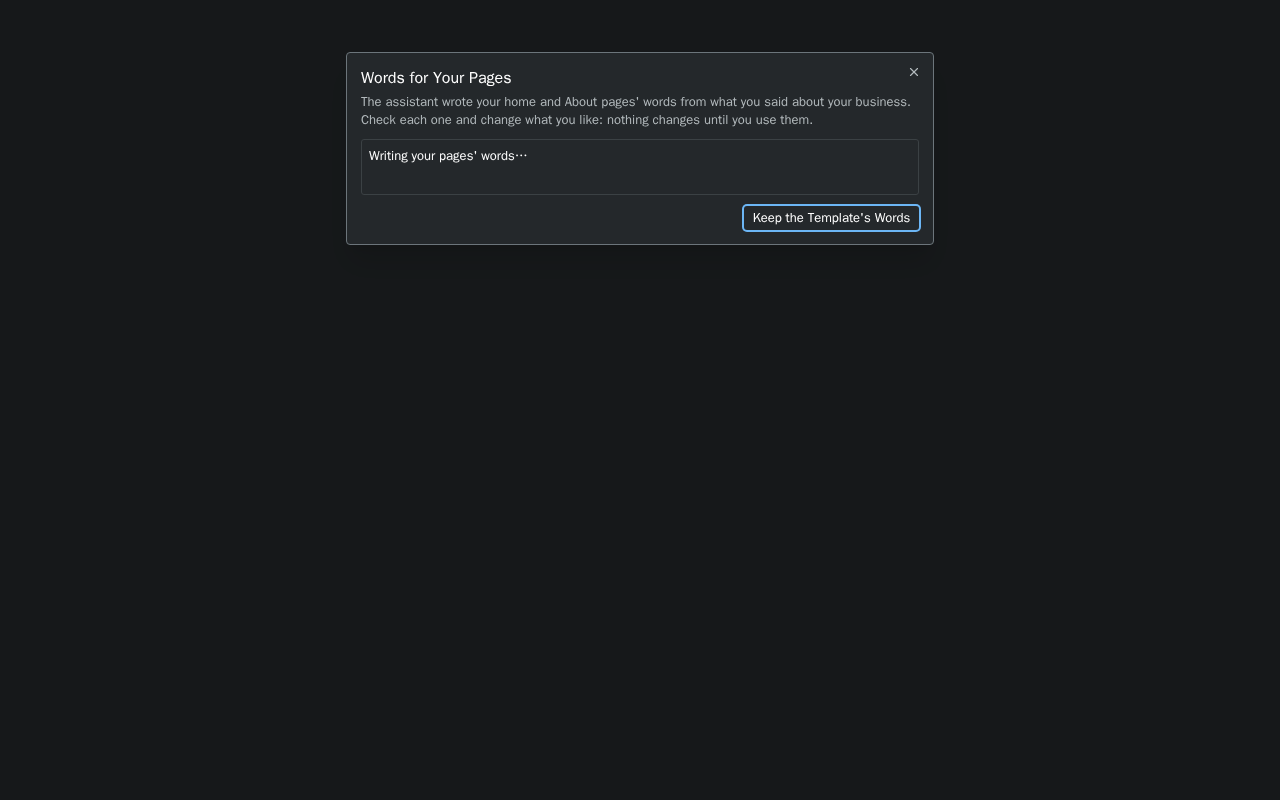 Words for Your Pages
The assistant wrote your home and About pages' words from what you said about your business.
Check each one and change what you like: nothing changes until you use them.
Writing your pages' words…
Keep the Template's Words